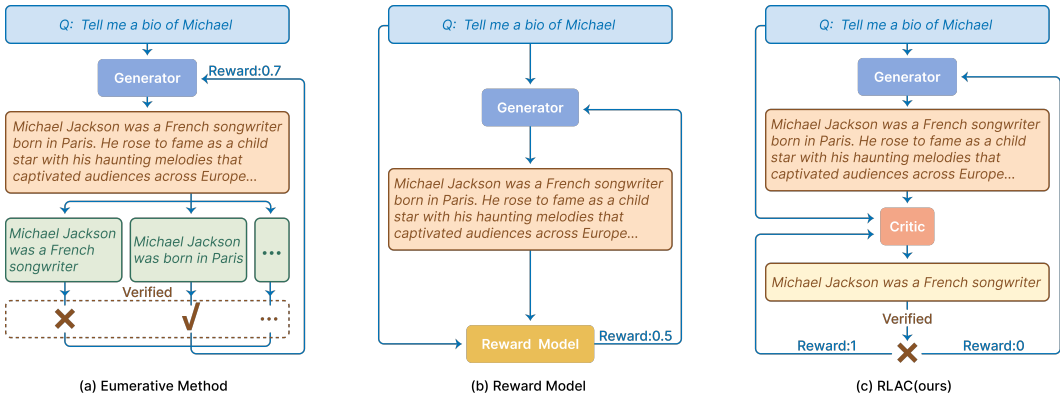 Q: Tell me a bio of Michael
Generator
Reward:0.7
Michael Jackson was a French songwriter
born in Paris. He rose to fame as a child
star with his haunting melodies that
captivated audiences across Europe...
Michael Jackson
was a French
songwriter
Michael Jackson
was born in Paris
...
Verified
...
(a) Eumerative Method
Q: Tell me a bio of Michael
Generator
Michael Jackson was a French songwriter
born in Paris. He rose to fame as a child
star with his haunting melodies that
captivated audiences across Europe...
Reward Model
Reward:0.5
(b) Reward Model
Q: Tell me a bio of Michael
Generator
Michael Jackson was a French songwriter
born in Paris. He rose to fame as a child
star with his haunting melodies that
captivated audiences across Europe...
Critic
Michael Jackson was a French songwriter
Verified
Reward:1
Reward:0
(c) RLAC(ours)